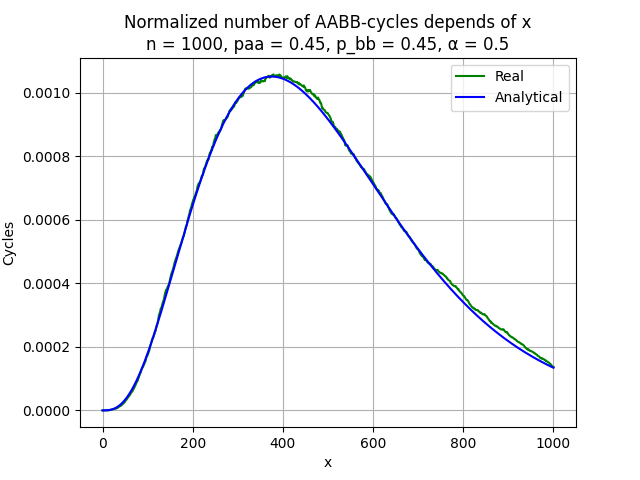 Normalized number of AABB-cycles depends of x
n = 1000, paa = 0.45, p_bb = 0.45, α = 0.5
Real
Analytical
0.0010
0.0008
0.0006
0.0004
0.0002
0.0000
Cycles
0 200 400 600 800 1000
x